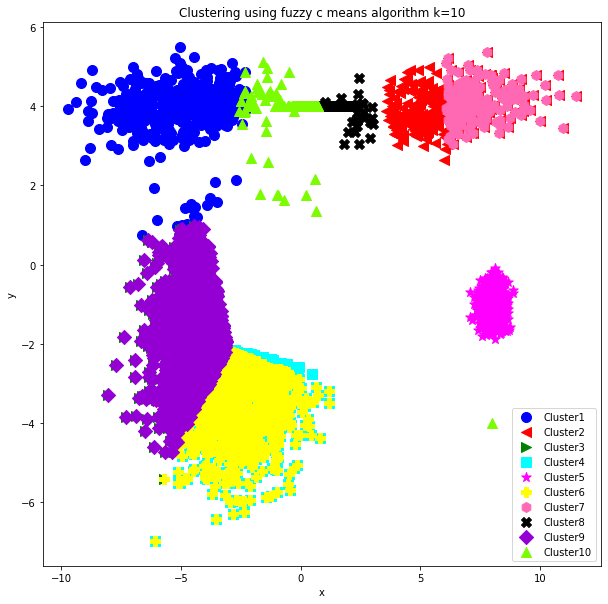 Clustering using fuzzy c means algorithm k=10
6
4
2
0
−2
−4
−6
y
−10
−5
0
5
10
x
Cluster1
Cluster2
Cluster3
Cluster4
Cluster5
Cluster6
Cluster7
Cluster8
Cluster9
Cluster10